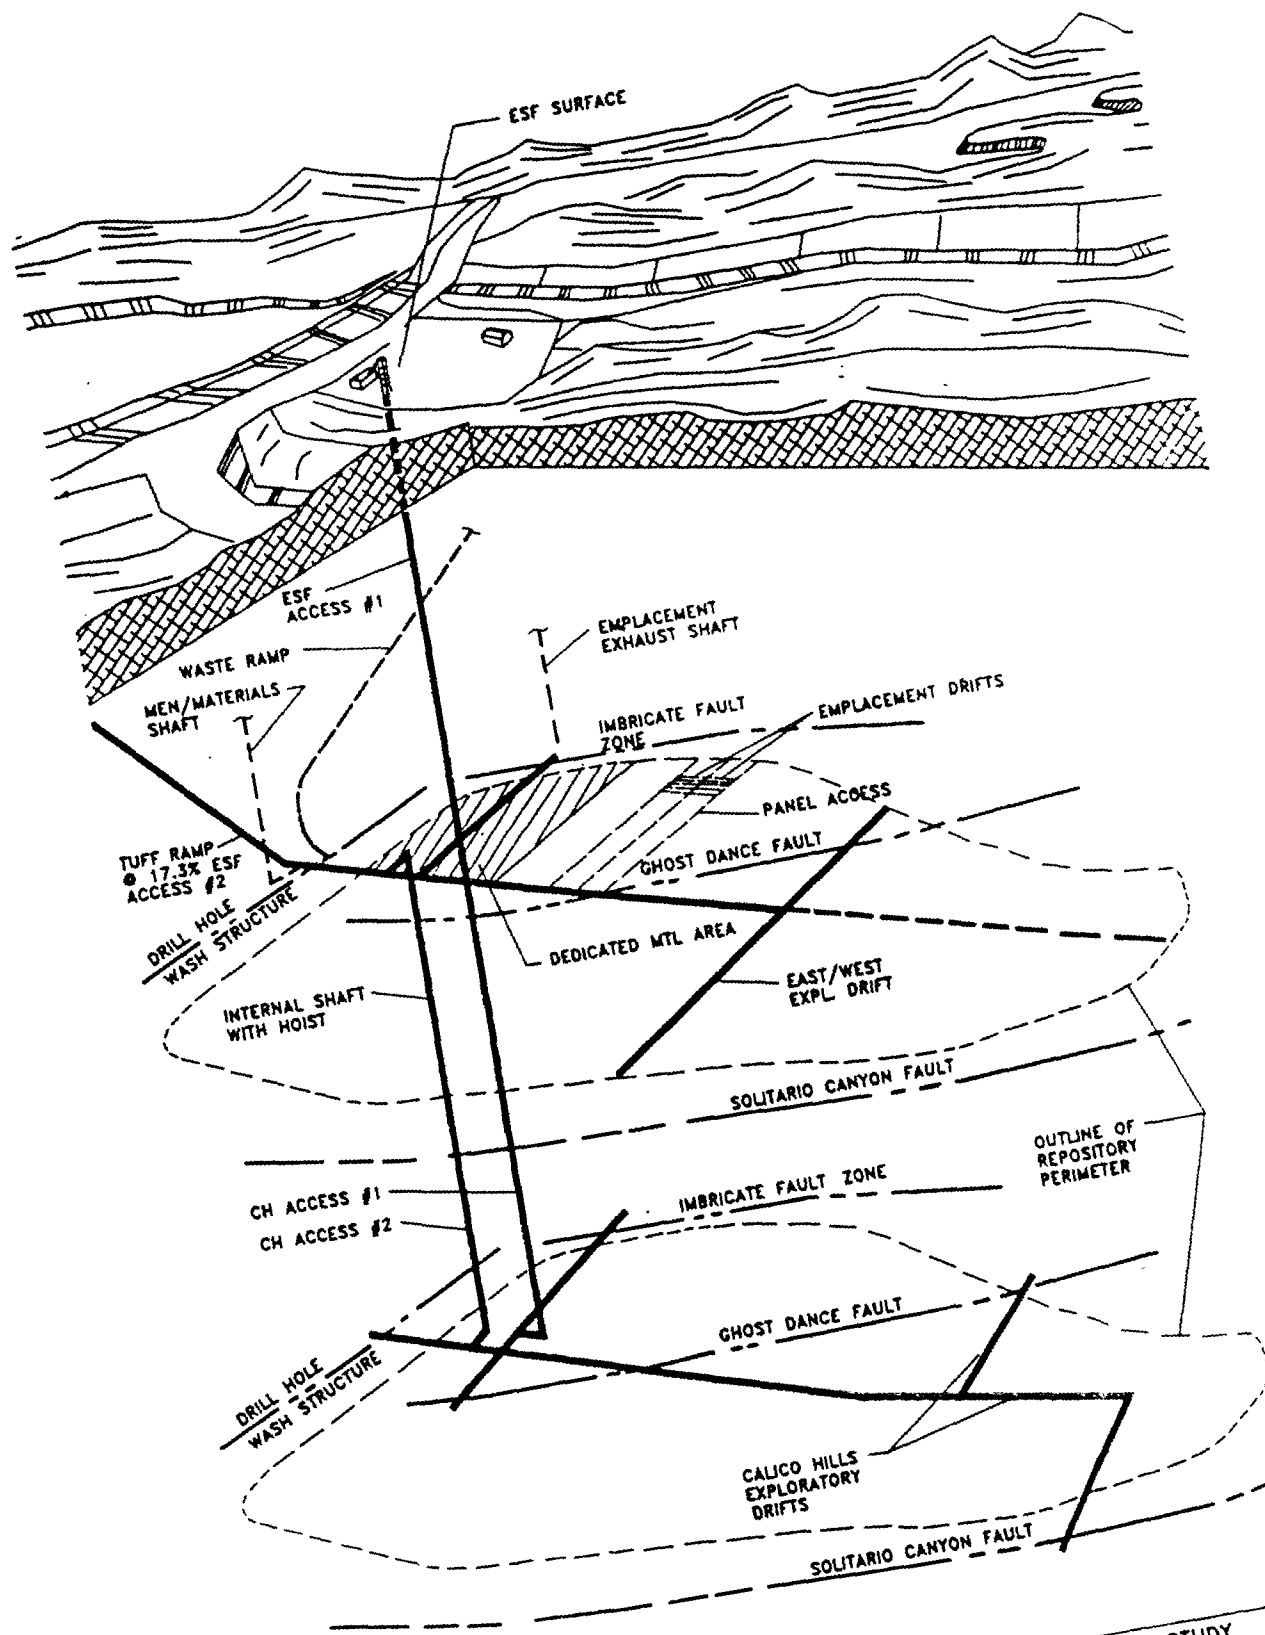 ESF SURFACE
ESF
ACCESS #1
EMPLACEMENT
EXHAUST SHAFT
WASTE RAMP
MEN/MATERIALS
SHAFT
IMBRICATE FAULT
ZONE
EMPLACEMENT DRIFTS
PANEL ACCESS
TUFF RAMP
@ 17.3% ESF
ACCESS #2
GHOST DANCE FAULT
DRILL HOLE
WASH STRUCTURE
DEDICATED MTL AREA
EAST/WEST
EXPL. DRIFT
INTERNAL SHAFT
WITH HOIST
SOLITARIO CANYON FAULT
OUTLINE OF
REPOSITORY
PERIMETER
CH ACCESS #1
CH ACCESS #2
IMBRICATE FAULT ZONE
GHOST DANCE FAULT
DRILL HOLE
WASH STRUCTURE
CALICO HILLS
EXPLORATORY
DRIFTS
SOLITARIO CANYON FAULT